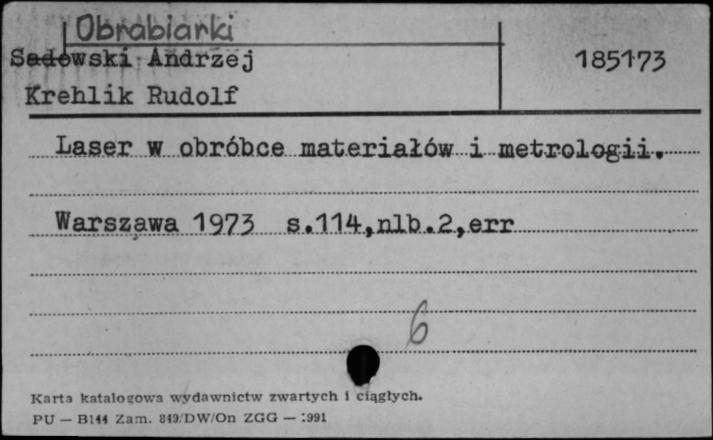 Obrabiarki
Sadowski Andrzej 185173
Krehlik Rudolf
Laser w obróbce materiałów i metrologii.
Warszawa 1973 s.114,nlb.2,err
6
Karta katalogowa wydawnictw zwartych i ciągłych.
PU — B144 Zam. 849/DW/On ZGG — 1991